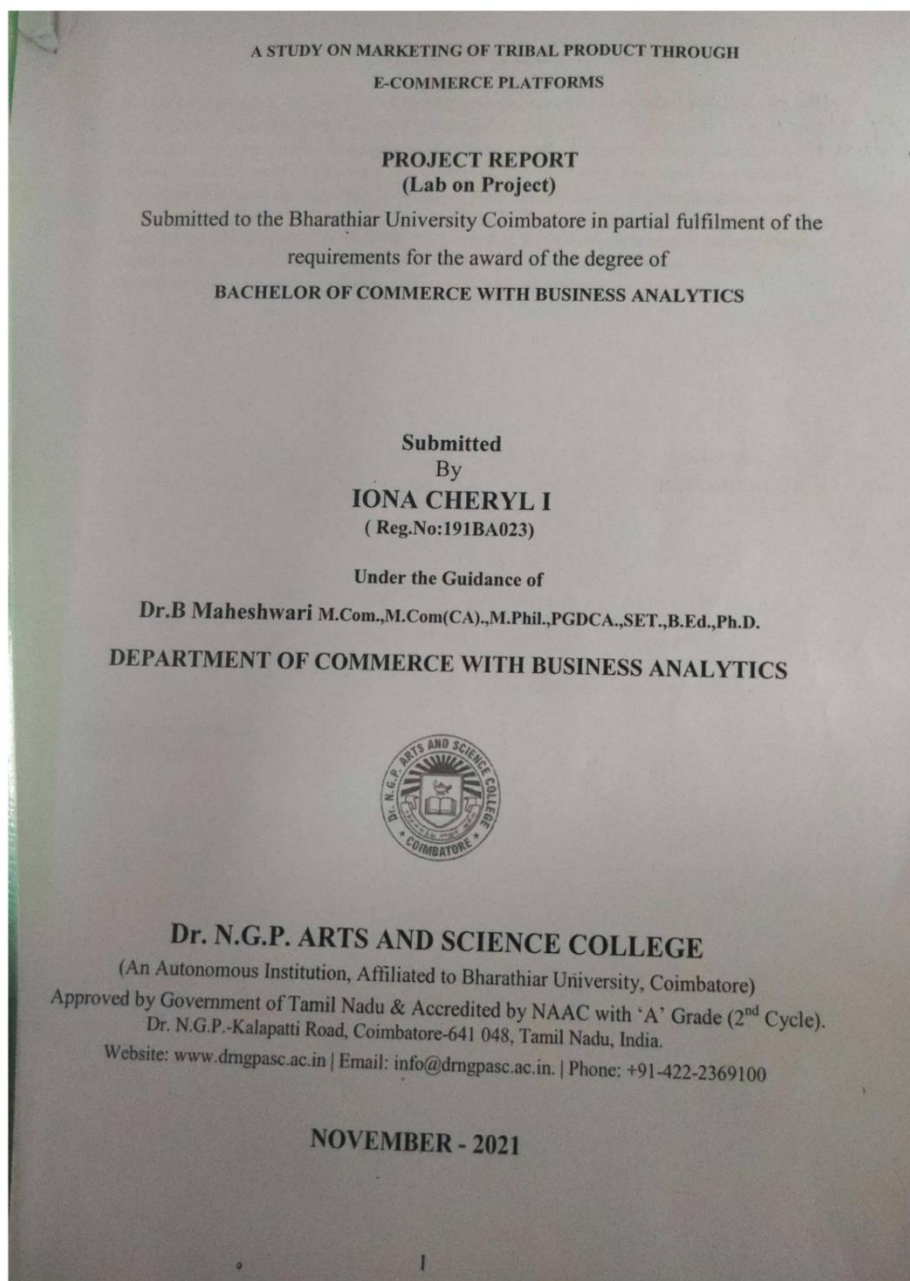 A STUDY ON MARKETING OF TRIBAL PRODUCT THROUGH
E-COMMERCE PLATFORMS
PROJECT REPORT
(Lab on Project)
Submitted to the Bharathiar University Coimbatore in partial fulfilment of the
requirements for the award of the degree of
BACHELOR OF COMMERCE WITH BUSINESS ANALYTICS
Submitted
By
IONA CHERYL I
( Reg.No:191BA023)
Under the Guidance of
Dr.B Maheshwari M.Com.,M.Com(CA).,M.Phil.,PGDCA.,SET.,B.Ed.,Ph.D.
DEPARTMENT OF COMMERCE WITH BUSINESS ANALYTICS
Dr. N.G.P. ARTS AND SCIENCE COLLEGE
COIMBATORE
Dr. N.G.P. ARTS AND SCIENCE COLLEGE
(An Autonomous Institution, Affiliated to Bharathiar University, Coimbatore)
Approved by Government of Tamil Nadu & Accredited by NAAC with ‘A’ Grade (2nd Cycle).
Dr. N.G.P.-Kalapatti Road, Coimbatore-641 048, Tamil Nadu, India.
Website: www.drngpasc.ac.in | Email: info@drngpasc.ac.in. | Phone: +91-422-2369100
NOVEMBER - 2021
1